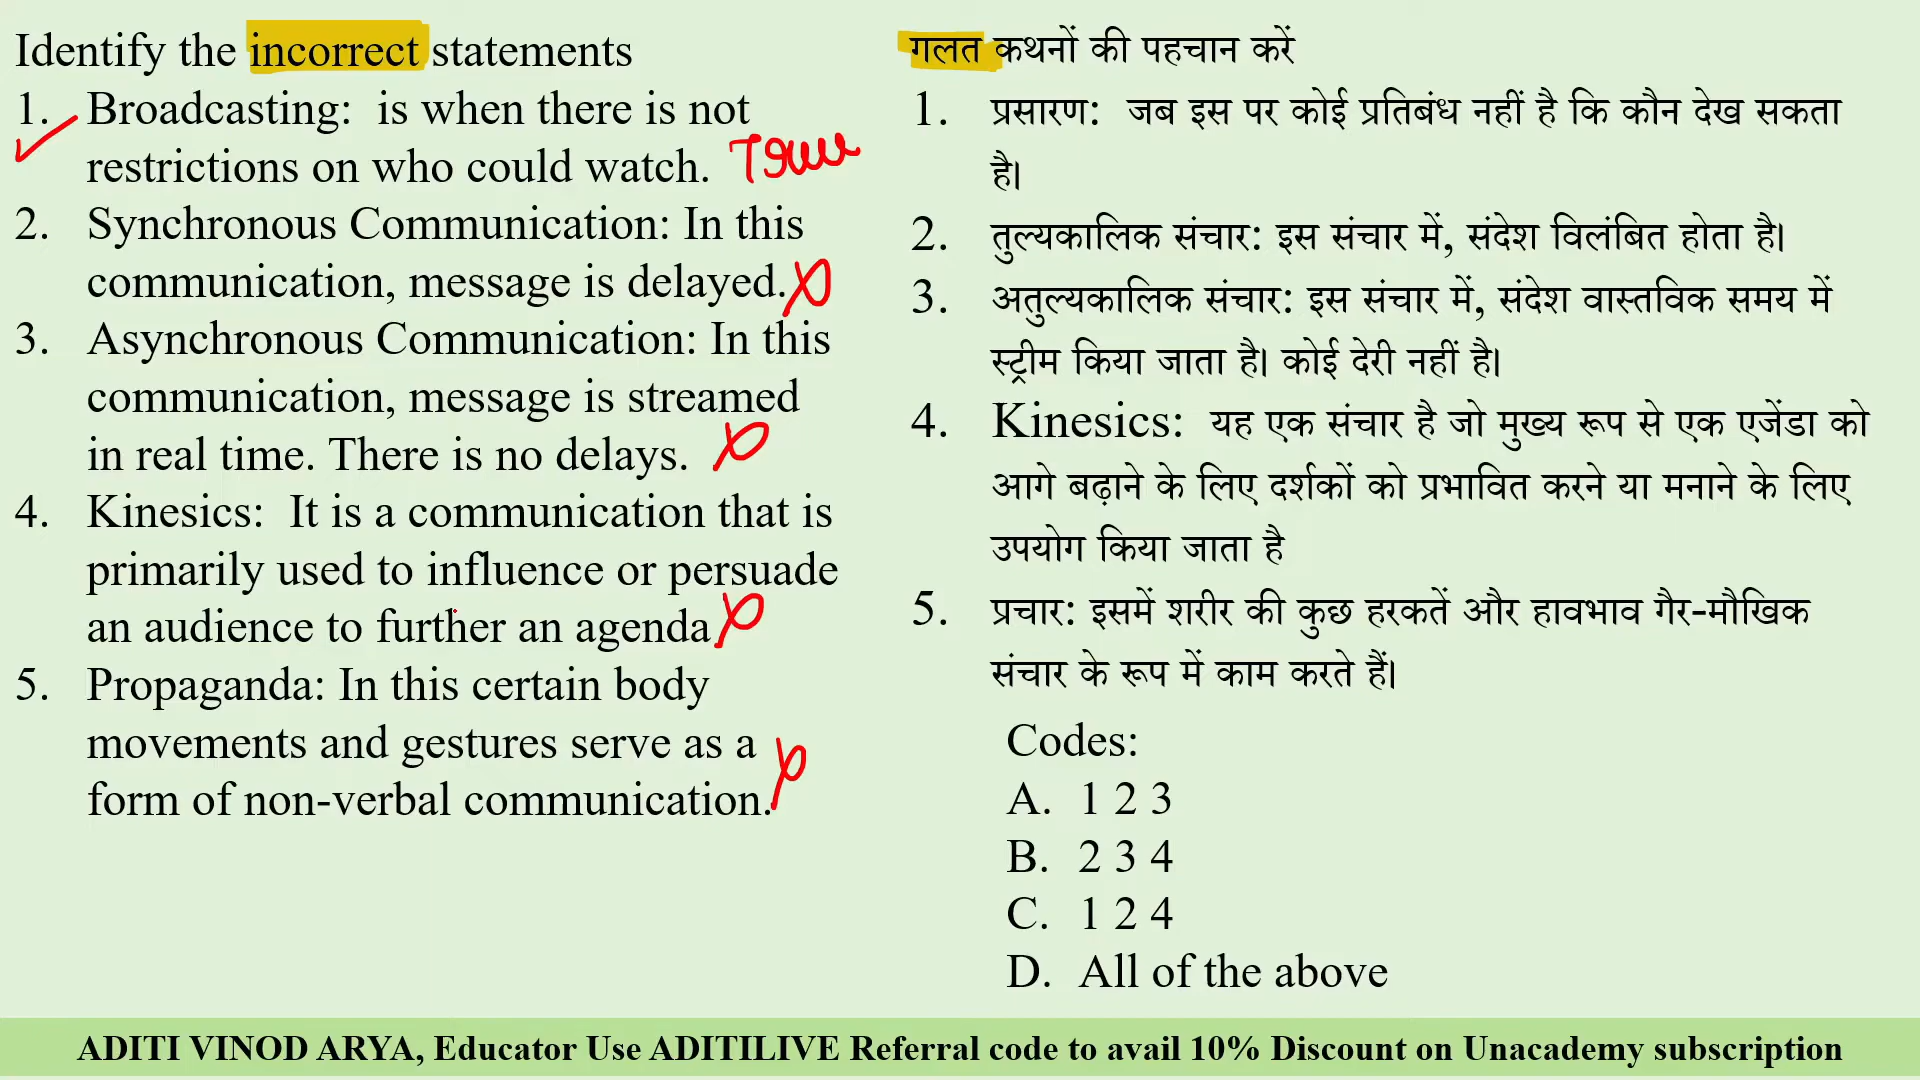 Identify the incorrect statements
1. Broadcasting: is when there is not
restrictions on who could watch. True
2. Synchronous Communication: In this
communication, message is delayed.
3. Asynchronous Communication: In this
communication, message is streamed
in real time. There is no delays.
4. Kinesics: It is a communication that is
primarily used to influence or persuade
an audience to further an agenda
5. Propaganda: In this certain body
movements and gestures serve as a
form of non-verbal communication.
गलत कथनों की पहचान करें
1. प्रसारण: जब इस पर कोई प्रतिबंध नहीं है कि कौन देख सकता
है।
2. तुल्यकालिक संचार: इस संचार में, संदेश विलंबित होता है।
3. अतुल्यकालिक संचार: इस संचार में, संदेश वास्तविक समय में
स्ट्रीम किया जाता है। कोई देरी नहीं है।
4. Kinesics: यह एक संचार है जो मुख्य रूप से एक एजेंडा को
आगे बढ़ाने के लिए दर्शकों को प्रभावित करने या मनाने के लिए
उपयोग किया जाता है
5. प्रचार: इसमें शरीर की कुछ हरकतें और हावभाव गैर-मौखिक
संचार के रूप में काम करते हैं।
Codes:
A. 1 2 3
B. 2 3 4
C. 1 2 4
D. All of the above
ADITI VINOD ARYA, Educator Use ADITILIVE Referral code to avail 10% Discount on Unacademy subscription